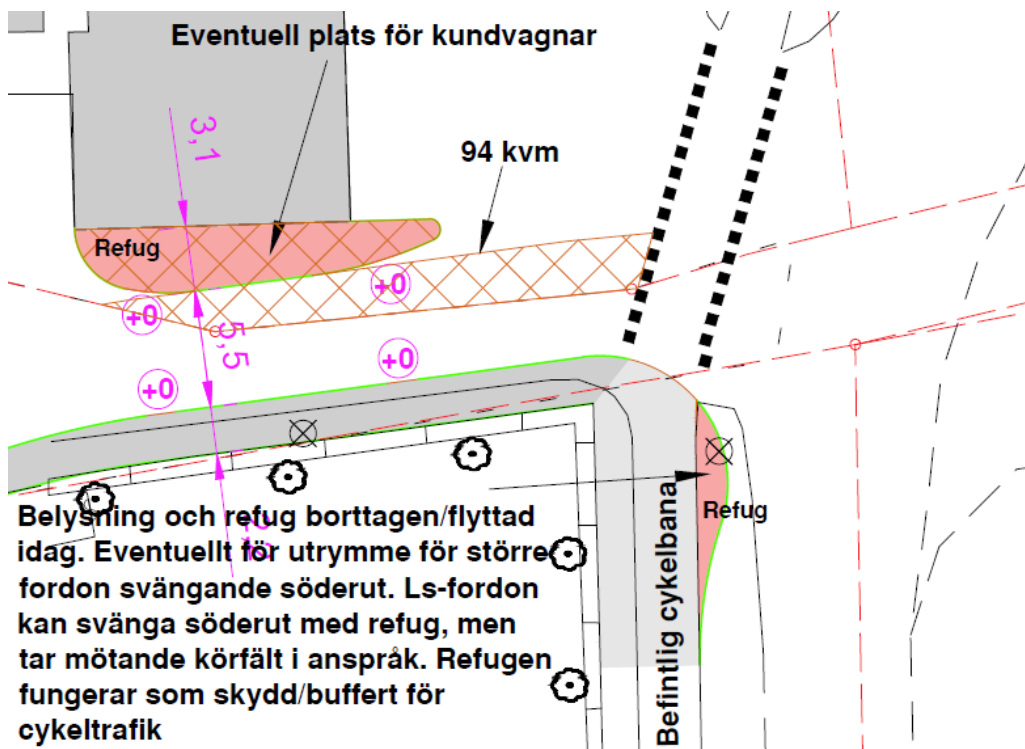 Eventuell plats för kundvagnar
3,1
94 kvm
Refug
+0
+0
5,5
+0
+0
Refug
Befintlig cykelbana
Belysning och refug borttagen/flyttad
idag. Eventuellt för utrymme för större
fordon svängande söderut. Ls-fordon
kan svänga söderut med refug, men
tar mötande körfält i anspråk. Refugen
fungerar som skydd/buffert för
cykeltrafik